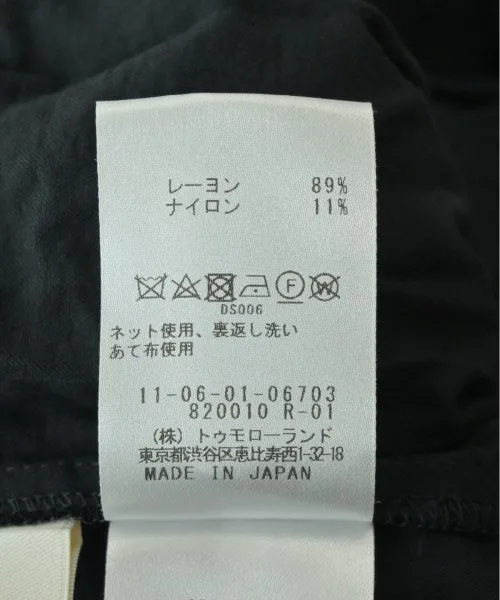 レーヨン 89%
ナイロン 11%
F W
DS006
ネット使用、裏返し洗い
あて布使用
11-06-01-06703
820010 R-01
(株) トゥモローランド
東京都渋谷区恵比寿西1-32-18
MADE IN JAPAN